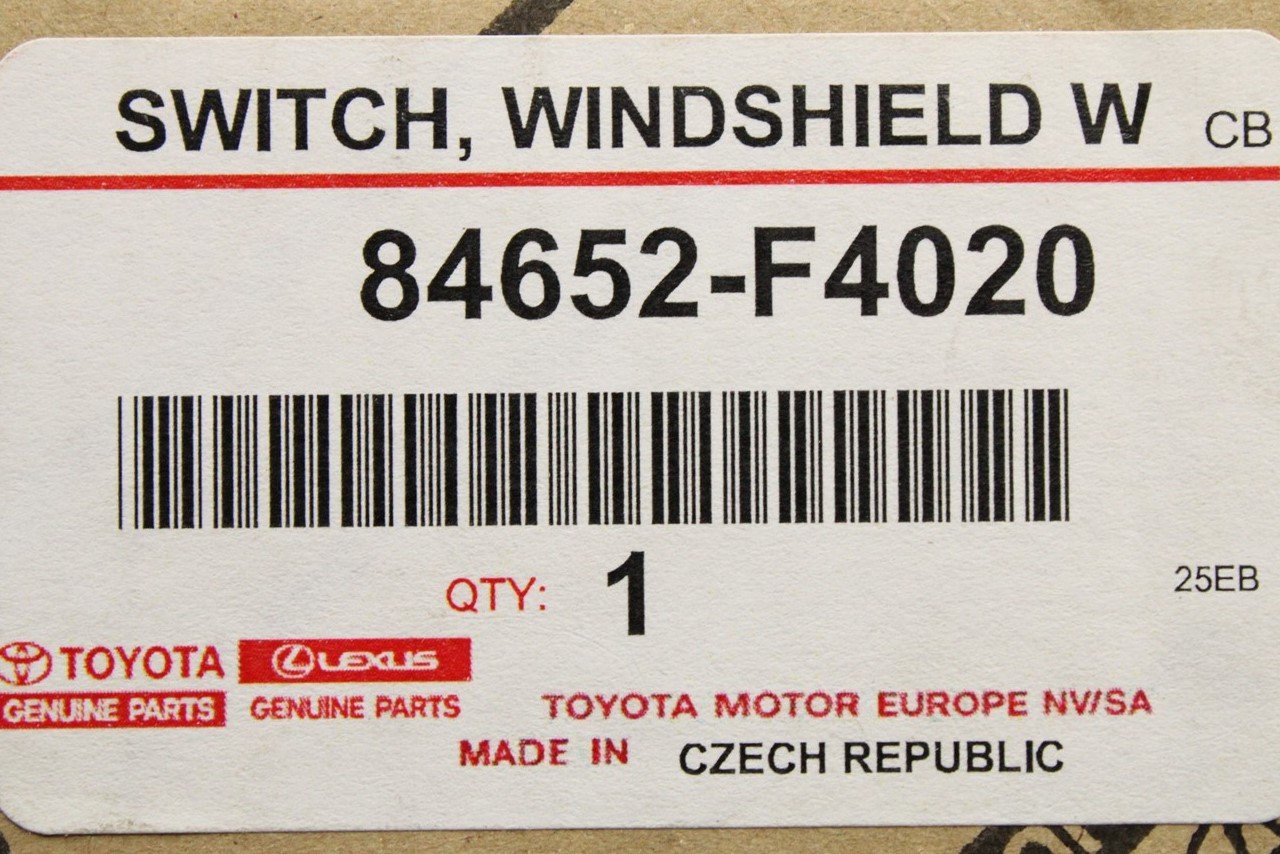 SWITCH, WINDSHIELD W CB
84652-F4020
QTY: 1
25EB
TOYOTA LEXUS
GENUINE PARTS GENUINE PARTS
TOYOTA MOTOR EUROPE NV/SA
MADE IN CZECH REPUBLIC